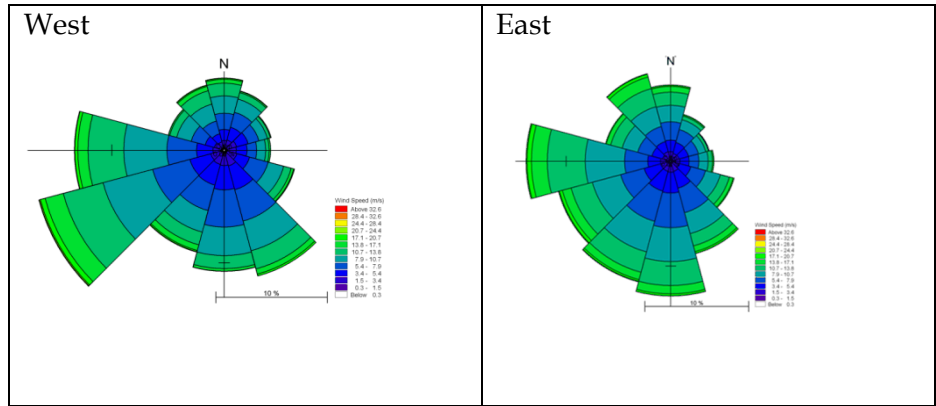 West
N
Wind Speed (m/s)
Above 32.6
28.4 - 32.6
24.4 - 28.4
20.7 - 24.4
17.1 - 20.7
13.8 - 17.1
10.7 - 13.8
7.9 - 10.7
5.4 - 7.9
3.4 - 5.4
1.5 - 3.4
0.3 - 1.5
Below 0.3
10 %
East
N
Wind Speed (m/s)
Above 32.6
28.4 - 32.6
24.4 - 28.4
20.7 - 24.4
17.1 - 20.7
13.8 - 17.1
10.7 - 13.8
7.9 - 10.7
5.4 - 7.9
3.4 - 5.4
1.5 - 3.4
0.3 - 1.5
Below 0.3
10 %